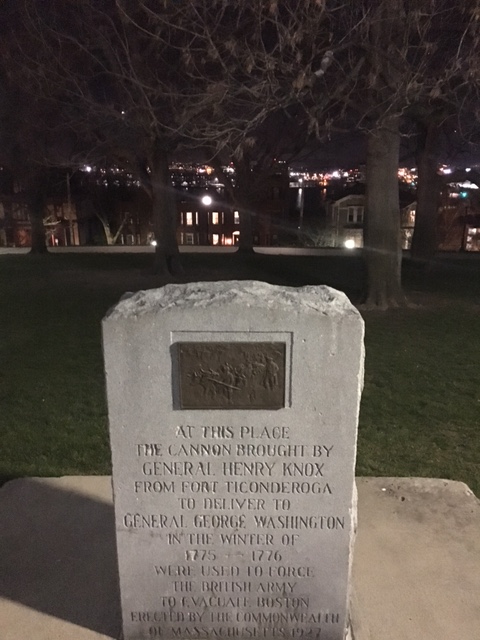 AT THIS PLACE
THE CANNON BROUGHT BY
GENERAL HENRY KNOX
FROM FORT TICONDEROGA
TO DELIVER TO
GENERAL GEORGE WASHINGTON
IN THE WINTER OF
1775 - 1776
WERE USED TO FORCE
THE BRITISH ARMY
TO EVACUATE BOSTON
ERECTED BY THE COMMONWEALTH
OF MASSACHUSETTS 1927